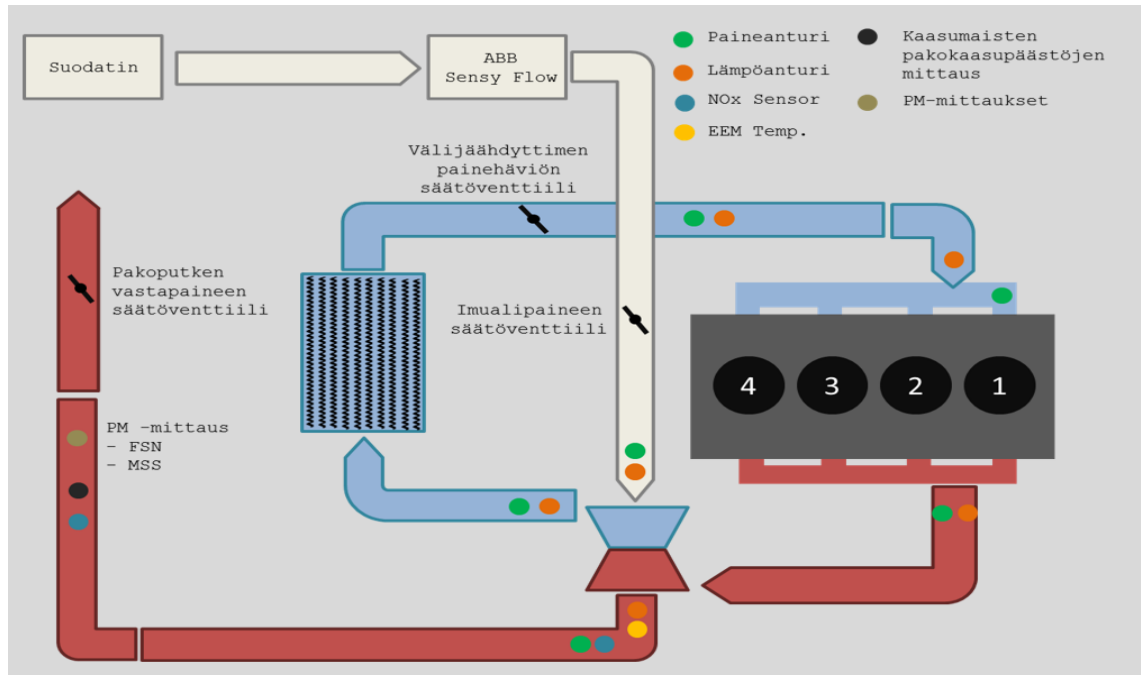 Suodatin
ABB
Sensy Flow
Paineanturi
Lämpöanturi
NOx Sensor
EEM Temp.
Kaasumaisten
pakokaasupäästöjen
mittaus
PM-mittaukset
Välijäähdyttimen
painehäviön
säätöventtiili
Pakoputken
vastapaineen
säätöventtiili
Imualipaineen
säätöventtiili
4 3 2 1
PM -mittaus
- FSN
- MSS